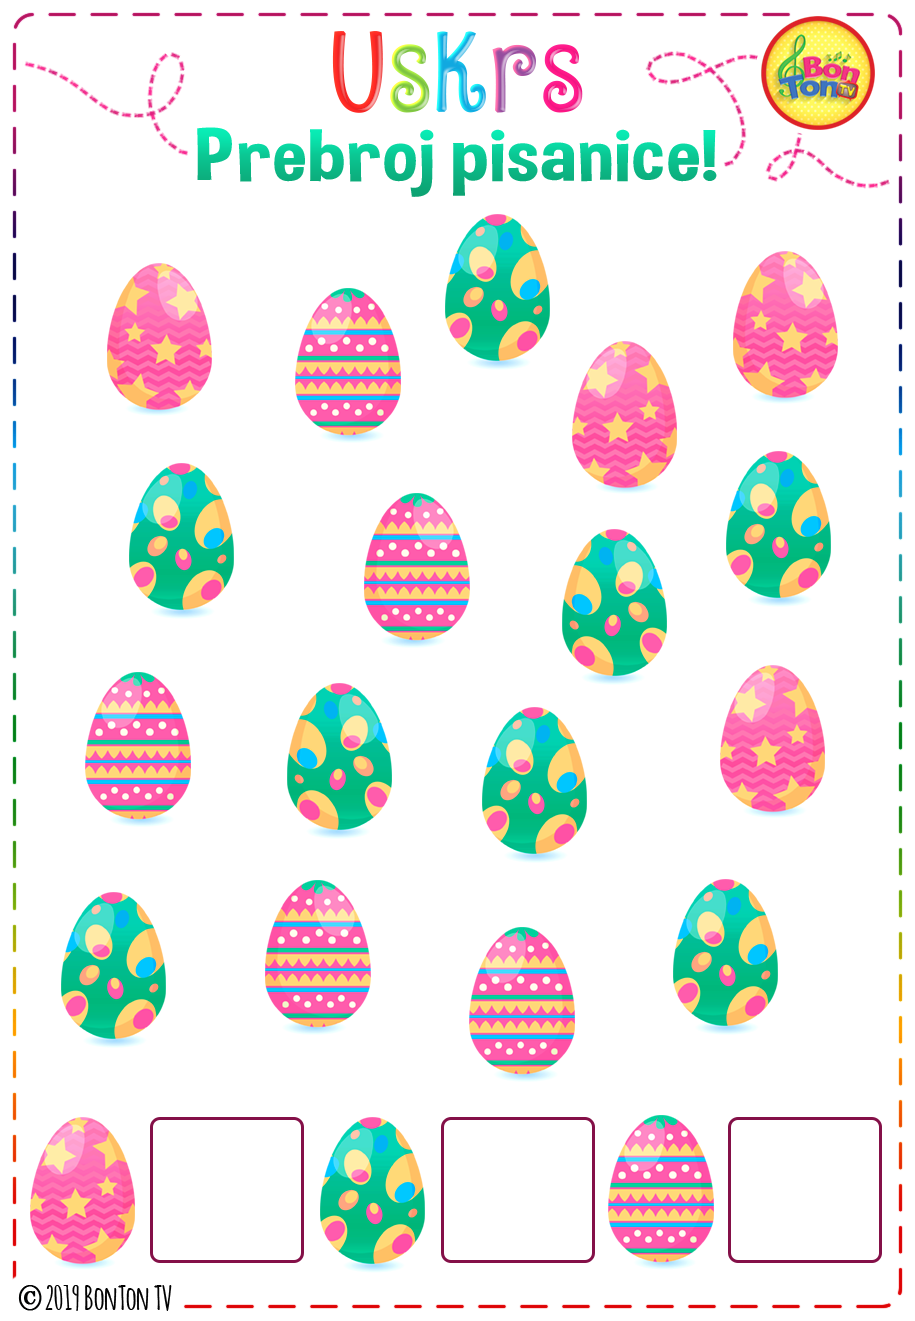 UsKrs
Bon
Ton
TV
Prebroj pisanice!
© 2019 BonTon TV